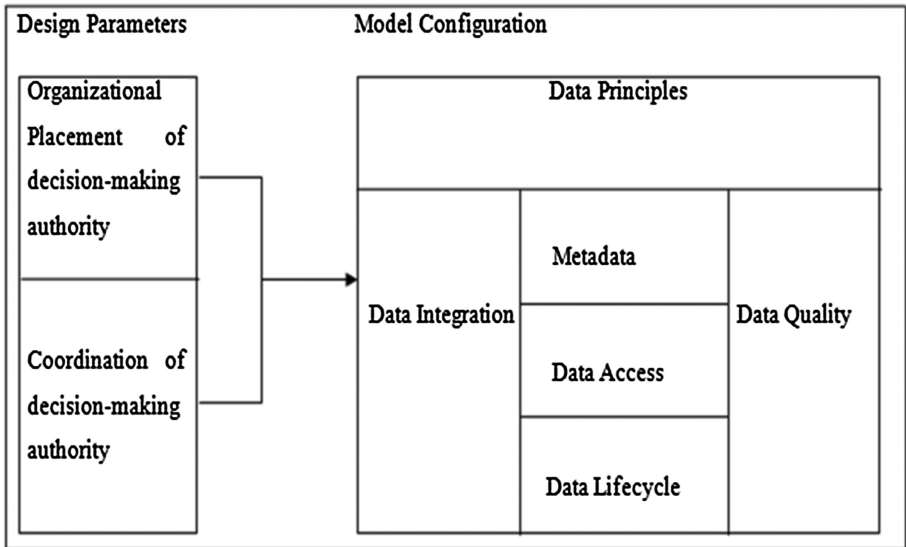 Design Parameters
Model Configuration
Organizational
Placement of
decision-making
authority
Coordination of
decision-making
authority
Data Principles
Data Integration
Metadata
Data Access
Data Lifecycle
Data Quality